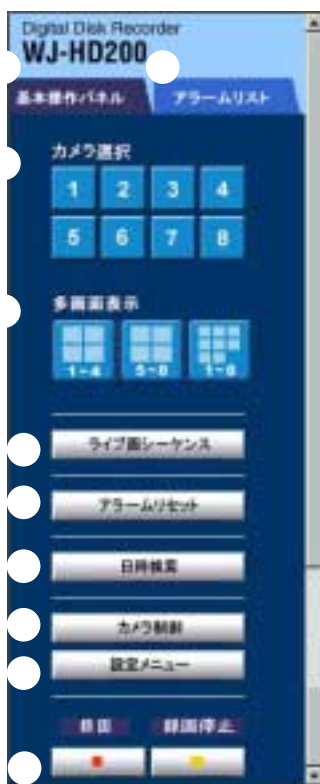 Digital Disk Recorder
WJ-HD200
基本操作パネル アラームリスト
カメラ選択
1 2 3 4
5 6 7 8
多画面表示
1~4 5~8 1~8
ライブ画シーケンス
アラームリセット
日時検索
カメラ制御
設定メニュー
録画 録画停止